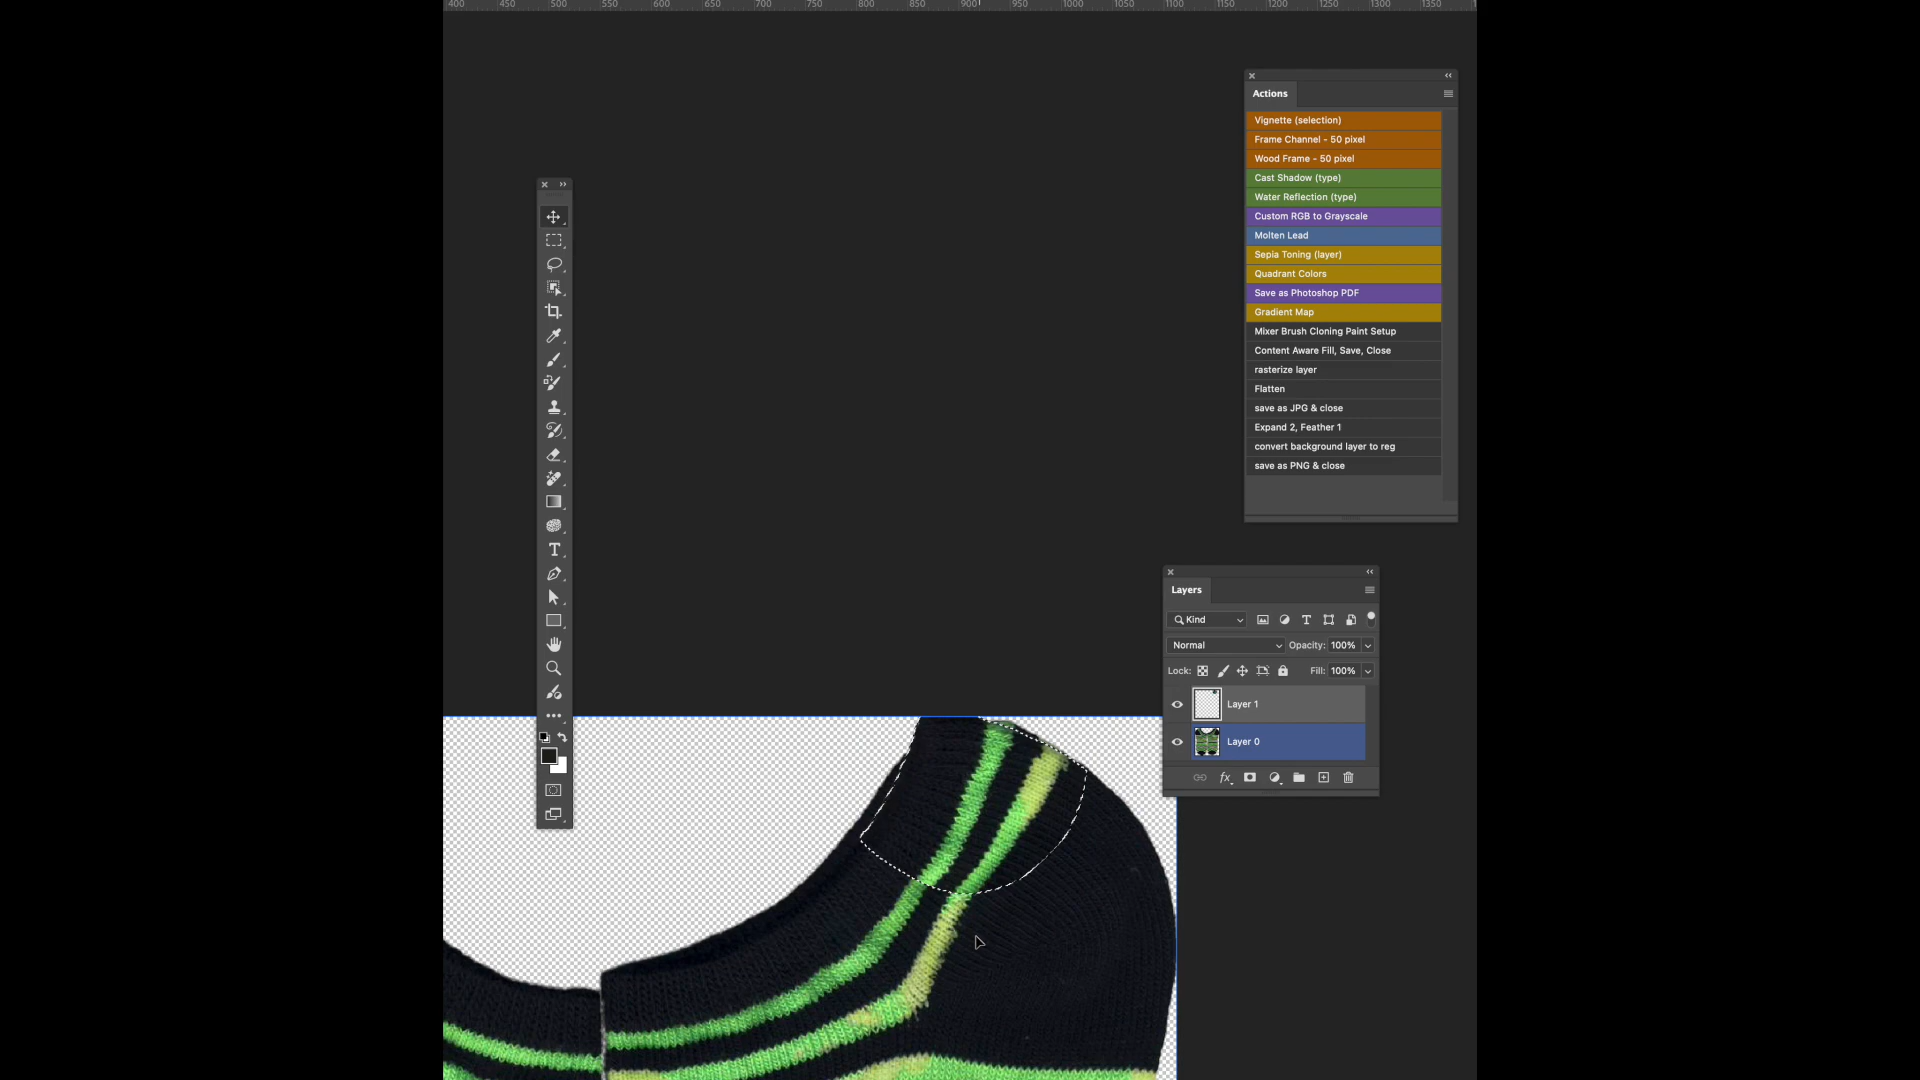 400 450 500 550 600 650 700 750 800 850 900 950 1000 1050 1100 1150 1200 1250 1300 1350
Actions
Vignette (selection)
Frame Channel - 50 pixel
Wood Frame - 50 pixel
Cast Shadow (type)
Water Reflection (type)
Custom RGB to Grayscale
Molten Lead
Sepia Toning (layer)
Quadrant Colors
Save as Photoshop PDF
Gradient Map
Mixer Brush Cloning Paint Setup
Content Aware Fill, Save, Close
rasterize layer
Flatten
save as JPG & close
Expand 2, Feather 1
convert background layer to reg
save as PNG & close
Layers
Kind
Normal Opacity: 100%
Lock: Fill: 100%
Layer 1
Layer 0
fx